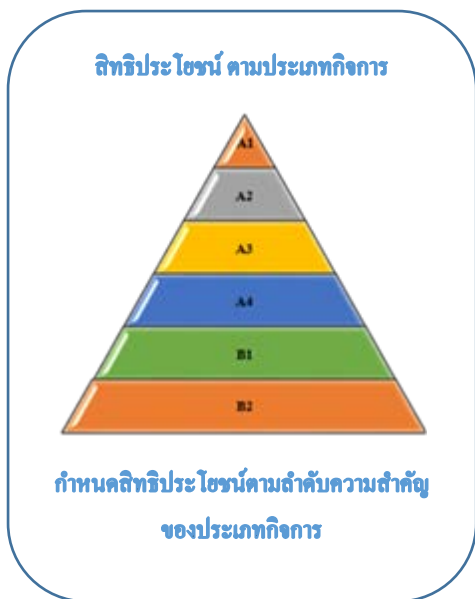 สิทธิประโยชน์ ตามประเภทกิจการ
A1
A2
A3
A4
B1
B2
กำหนดสิทธิประโยชน์ตามลำดับความสำคัญ
ของประเภทกิจการ